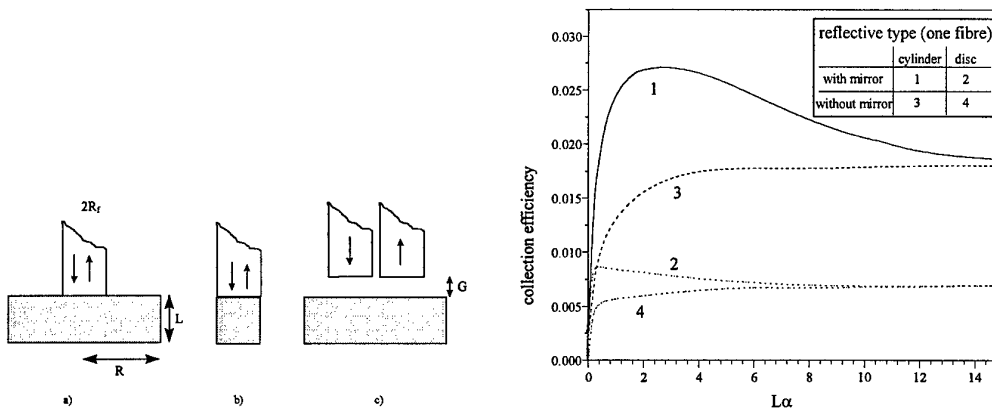 2R_f
L
R
G
a)
b)
c)
collection efficiency
0.030
0.025
0.020
0.015
0.010
0.005
0.000
reflective type (one fibre)
cylinder disc
with mirror 1 2
without mirror 3 4
1
3
2
4
0 2 4 6 8 10 12 14
Lα